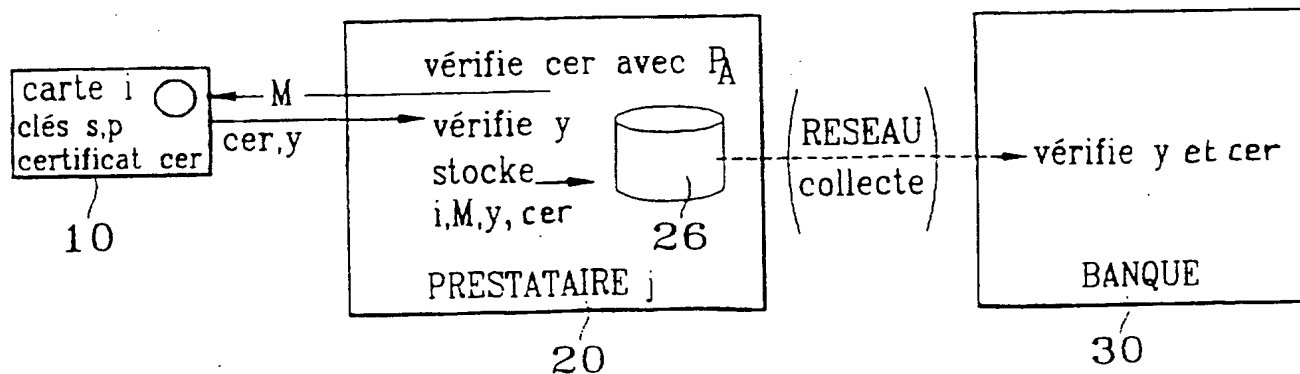 carte i
clés s,p
certificat cer
10
M
cer,y
vérifie cer avec PA
vérifie y
stocke
i,M,y, cer
26
PRESTATAIRE j
20
RESEAU
collecte
vérifie y et cer
BANQUE
30